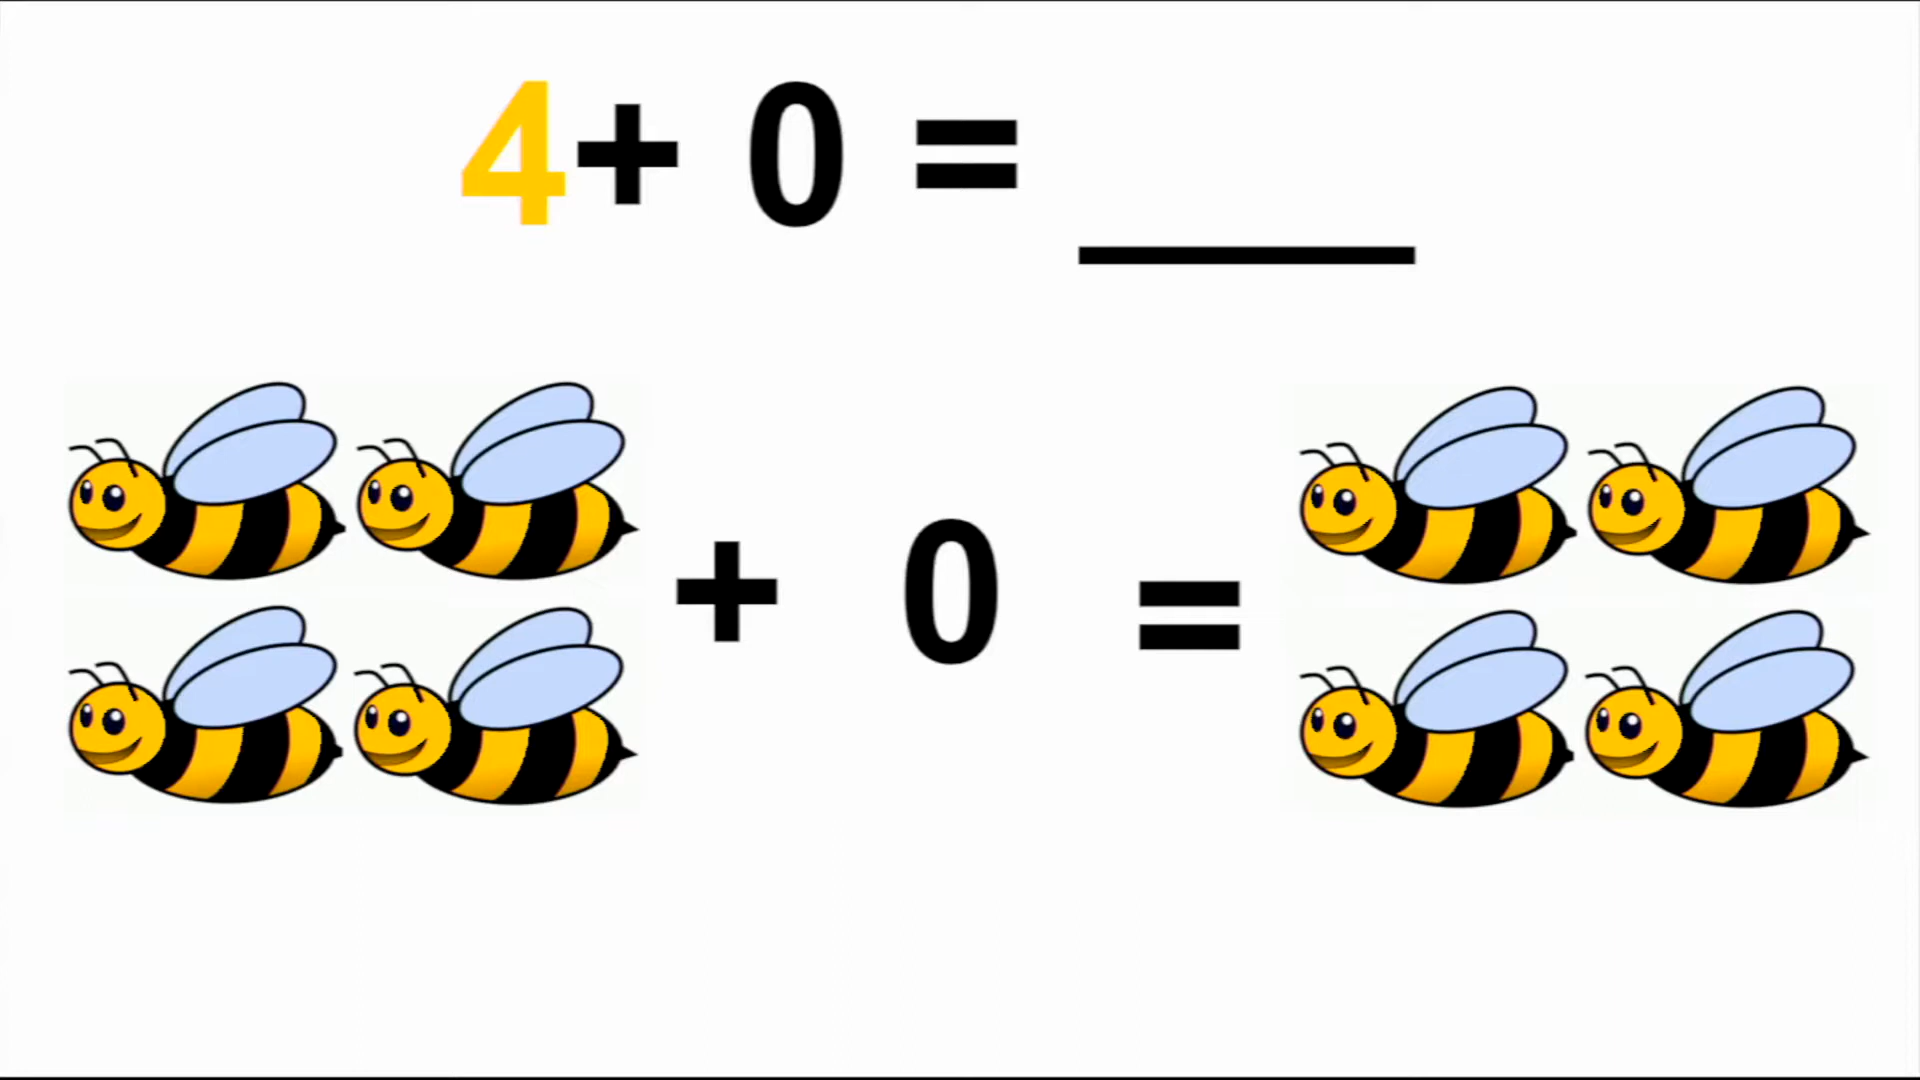 4+ 0 = ____
+ 0 =